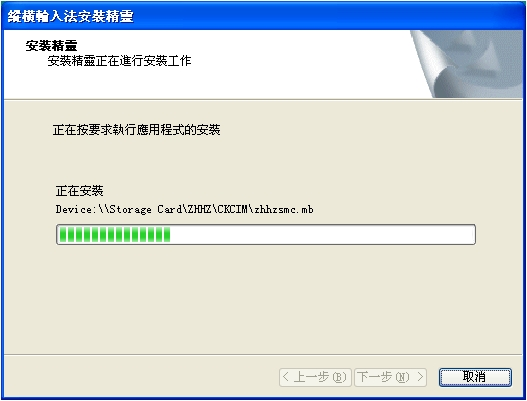 縱橫輸入法安裝精靈
安裝精靈
安裝精靈正在進行安裝工作
正在按要求執行應用程式的安裝
正在安裝
Device:\\Storage Card\ZHHZ\CKCIM\zhhzsmc.mb
< 上一步(B) 下一步(N) > 取消